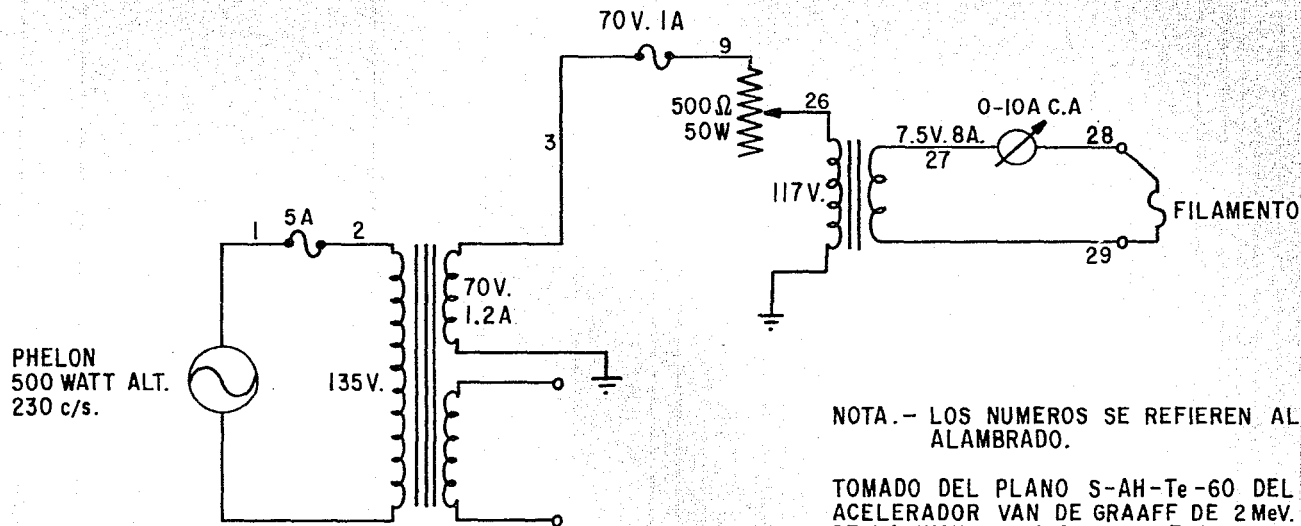 70 V. 1A
9
500Ω
50W
26
0-10A C.A
7.5V. 8A.
27
28
3
117V.
FILAMENTO
29
1
5A
2
70V.
1.2A
PHELON
500 WATT ALT.
230 c/s.
135V.
NOTA.- LOS NUMEROS SE REFIEREN AL
ALAMBRADO.
TOMADO DEL PLANO S-AH-Te-60 DEL
ACELERADOR VAN DE GRAAFF DE 2 MeV.